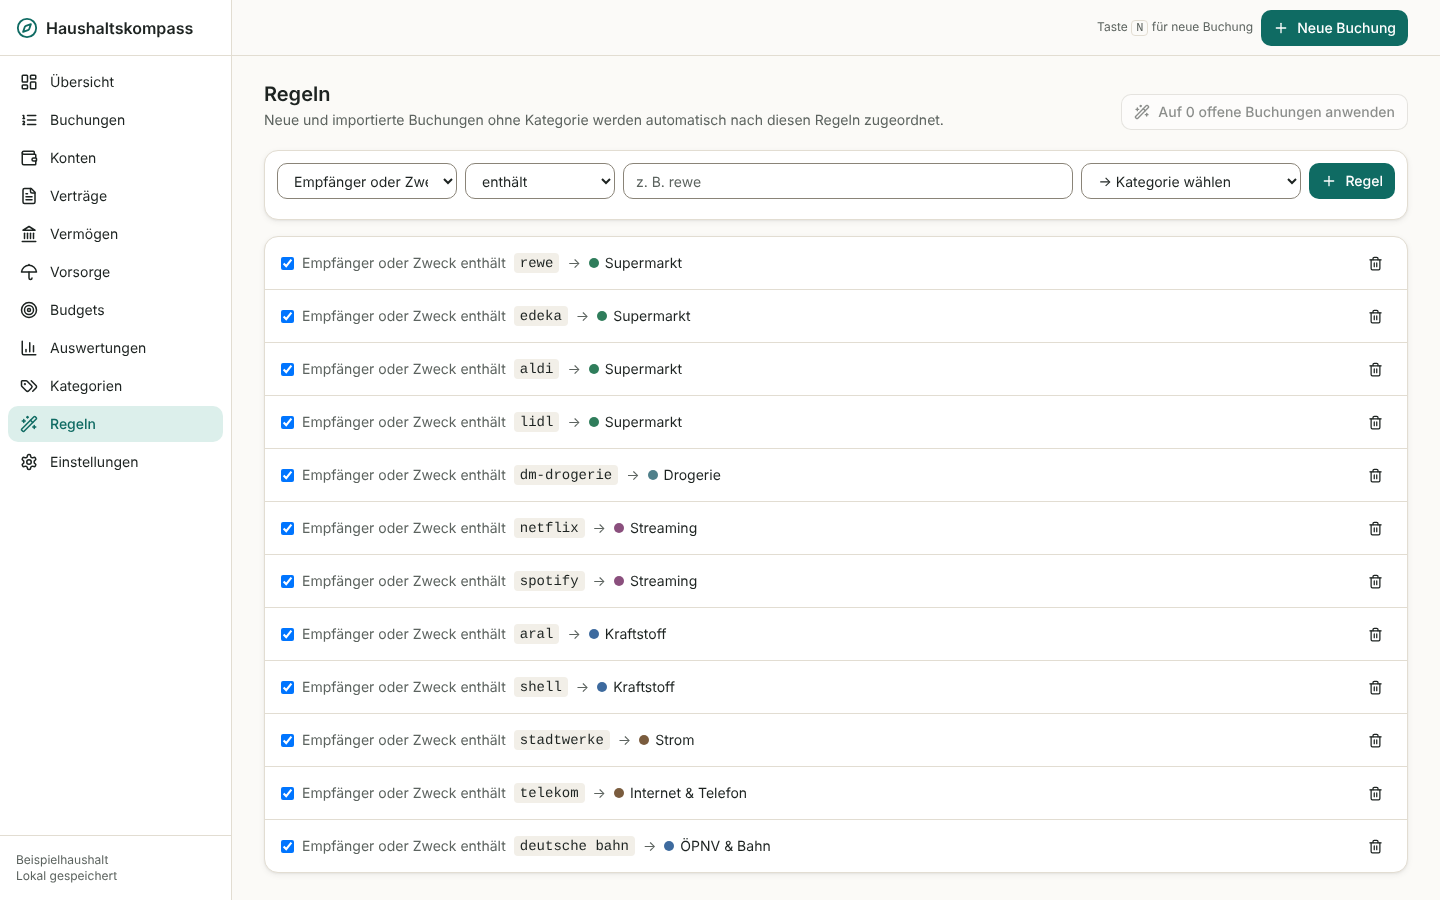 Haushaltskompass
Taste N für neue Buchung
Neue Buchung
Übersicht
Buchungen
Konten
Verträge
Vermögen
Vorsorge
Budgets
Auswertungen
Kategorien
Regeln
Einstellungen
Beispielhaushalt
Lokal gespeichert
Regeln
Neue und importierte Buchungen ohne Kategorie werden automatisch nach diesen Regeln zugeordnet.
Auf 0 offene Buchungen anwenden
Empfänger oder Zwe
enthält
z. B. rewe
→ Kategorie wählen
Regel
Empfänger oder Zweck enthält rewe → Supermarkt
Empfänger oder Zweck enthält edeka → Supermarkt
Empfänger oder Zweck enthält aldi → Supermarkt
Empfänger oder Zweck enthält lidl → Supermarkt
Empfänger oder Zweck enthält dm-drogerie → Drogerie
Empfänger oder Zweck enthält netflix → Streaming
Empfänger oder Zweck enthält spotify → Streaming
Empfänger oder Zweck enthält aral → Kraftstoff
Empfänger oder Zweck enthält shell → Kraftstoff
Empfänger oder Zweck enthält stadtwerke → Strom
Empfänger oder Zweck enthält telekom → Internet & Telefon
Empfänger oder Zweck enthält deutsche bahn → ÖPNV & Bahn